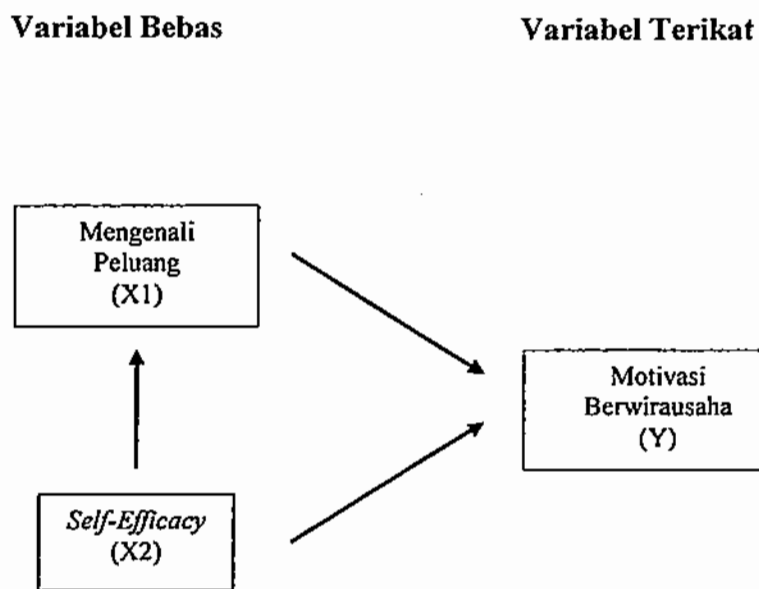 Variabel Bebas
Variabel Terikat
Mengenali
Peluang
(X1)
Motivasi
Berwirausaha
(Y)
Self-Efficacy
(X2)